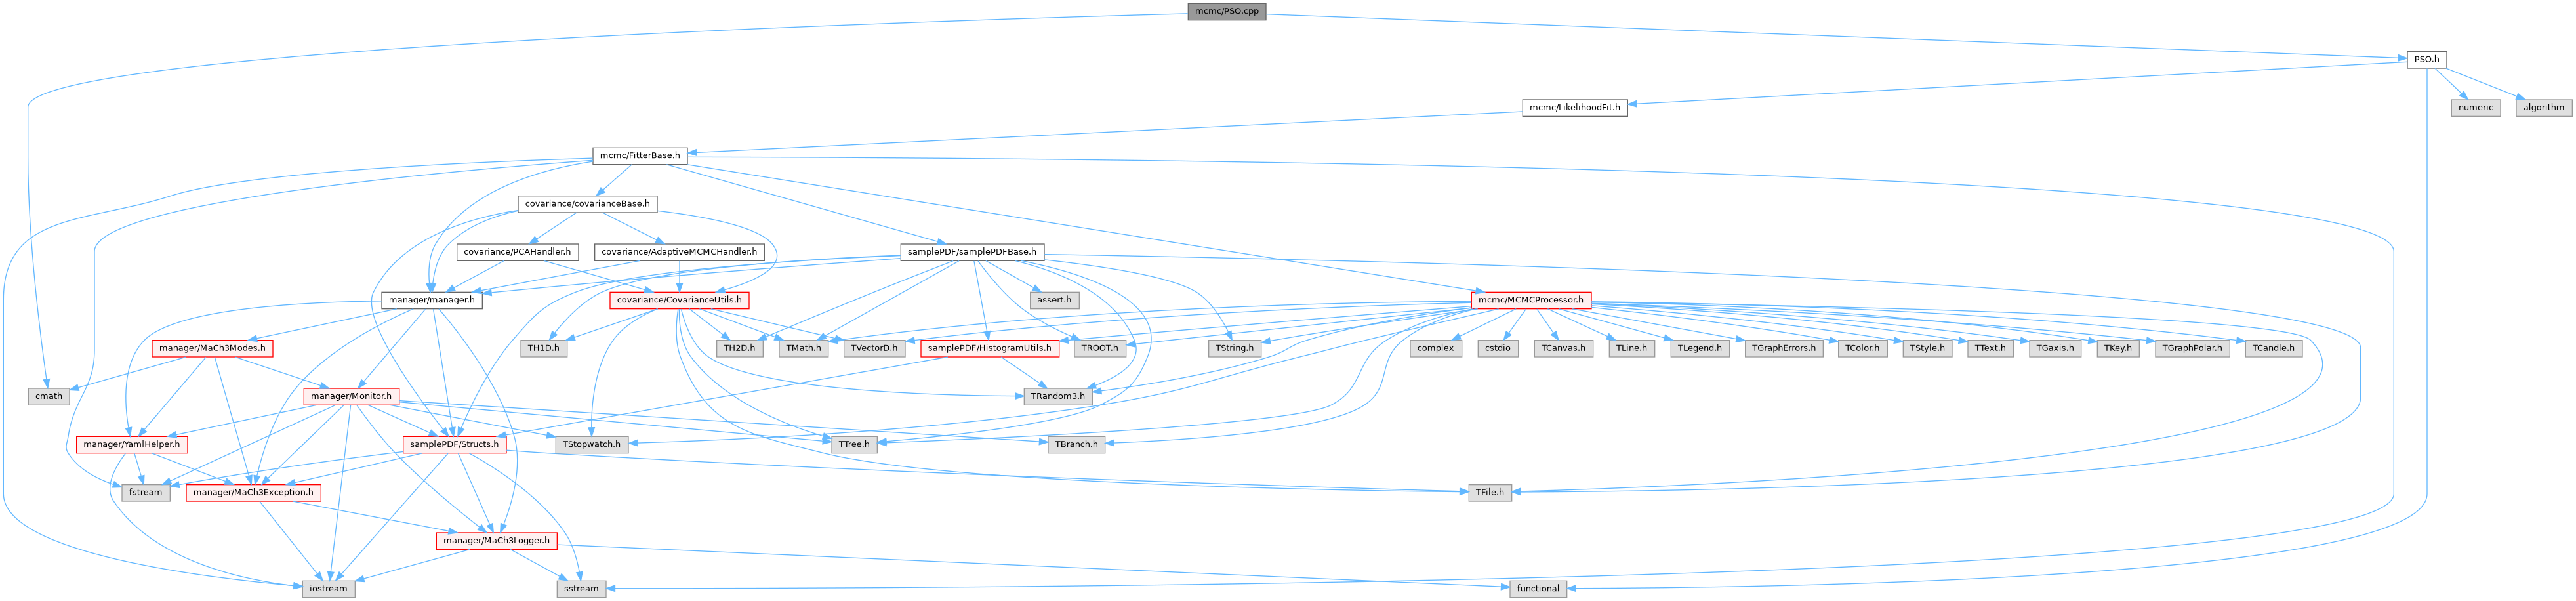 mcmc/PSO.cpp
PSO.h
mcmc/LikelihoodFit.h
numeric
algorithm
mcmc/FitterBase.h
covariance/covarianceBase.h
covariance/PCAHandler.h
covariance/AdaptiveMCMCHandler.h
samplePDF/samplePDFBase.h
manager/manager.h
covariance/CovarianceUtils.h
assert.h
mcmc/MCMCProcessor.h
manager/MaCh3Modes.h
TH1D.h
TH2D.h
TMath.h
TVectorD.h
samplePDF/HistogramUtils.h
TROOT.h
TString.h
complex
cstdio
TCanvas.h
TLine.h
TLegend.h
TGraphErrors.h
TColor.h
TStyle.h
TText.h
TGaxis.h
TKey.h
TGraphPolar.h
TCandle.h
cmath
manager/Monitor.h
TRandom3.h
manager/YamlHelper.h
samplePDF/Structs.h
TStopwatch.h
TTree.h
TBranch.h
fstream
manager/MaCh3Exception.h
TFile.h
manager/MaCh3Logger.h
iostream
sstream
functional